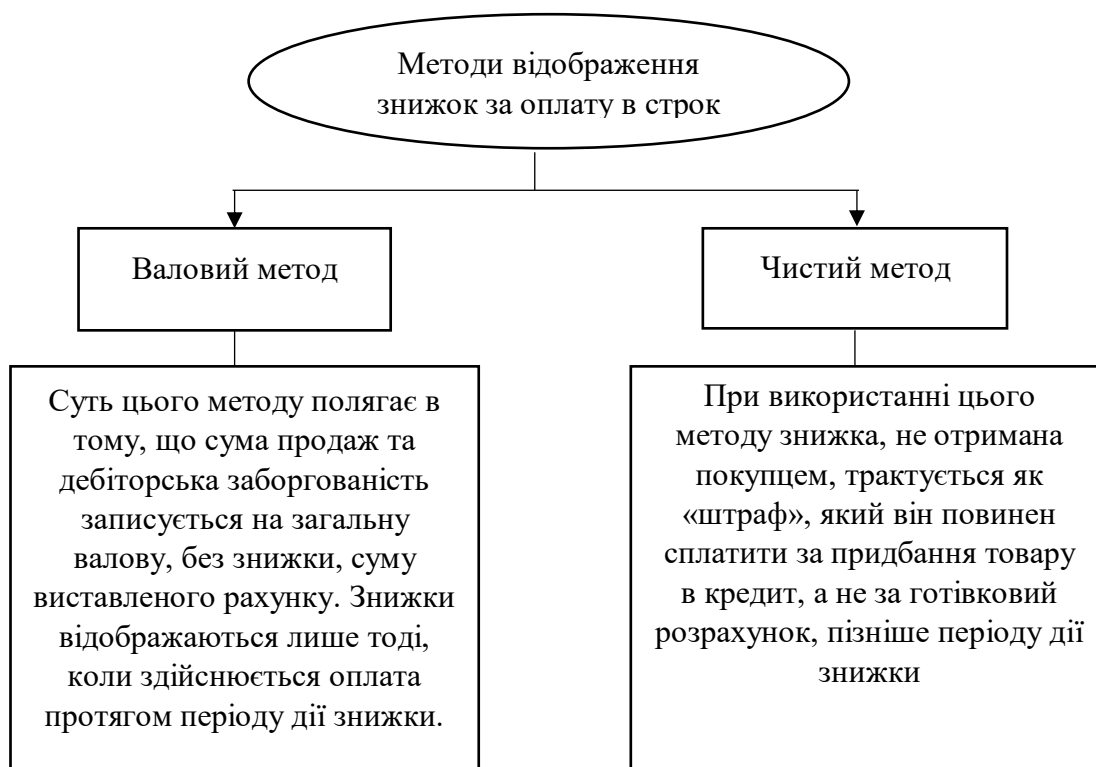 Методи відображення
знижок за оплату в строк
Валовий метод
Чистий метод
Суть цього методу полягає в
тому, що сума продаж та
дебіторська заборгованість
записується на загальну
валову, без знижки, суму
виставленого рахунку. Знижки
відображаються лише тоді,
коли здійснюється оплата
протягом періоду дії знижки.
При використанні цього
методу знижка, не отримана
покупцем, трактується як
«штраф», який він повинен
сплатити за придбання товару
в кредит, а не за готівковий
розрахунок, пізніше періоду дії
знижки